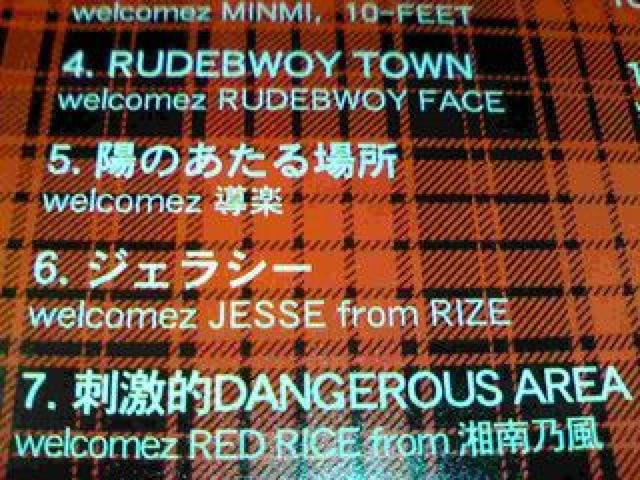 welcomez MINMI, 10-FEET
4. RUDEBWOY TOWN
welcomez RUDEBWOY FACE
5. 陽のあたる場所
welcomez 導楽
6. ジェラシー
welcomez JESSE from RIZE
7. 刺激的DANGEROUS AREA
welcomez RED RICE from 湘南乃風